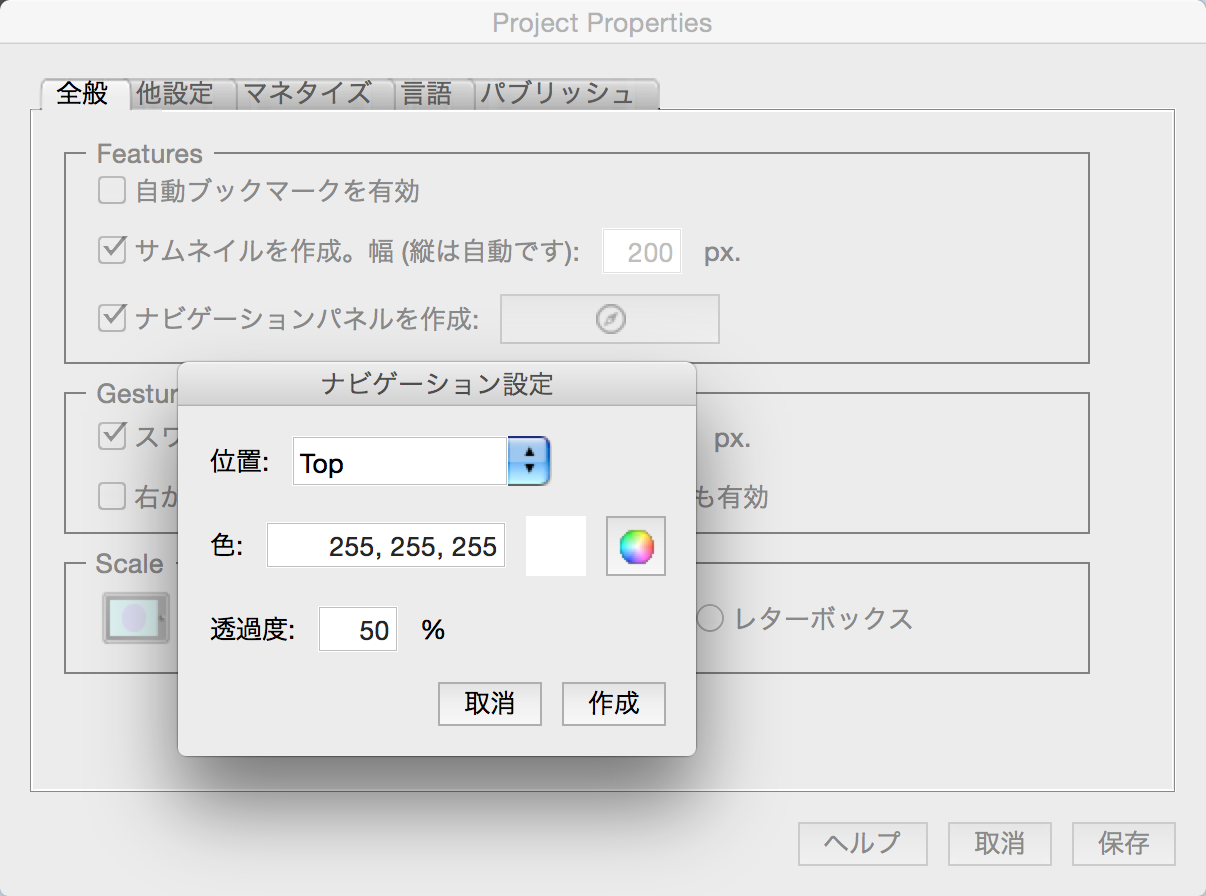 Project Properties
全般 他設定 マネタイズ 言語 パブリッシュ
Features
自動ブックマークを有効
サムネイルを作成。幅 (縦は自動です): 200 px.
ナビゲーションパネルを作成:
ナビゲーション設定
Gestur
スワ px.
位置: Top
右か も有効
色: 255, 255, 255
Scale
レターボックス
透過度: 50 %
取消 作成
ヘルプ 取消 保存